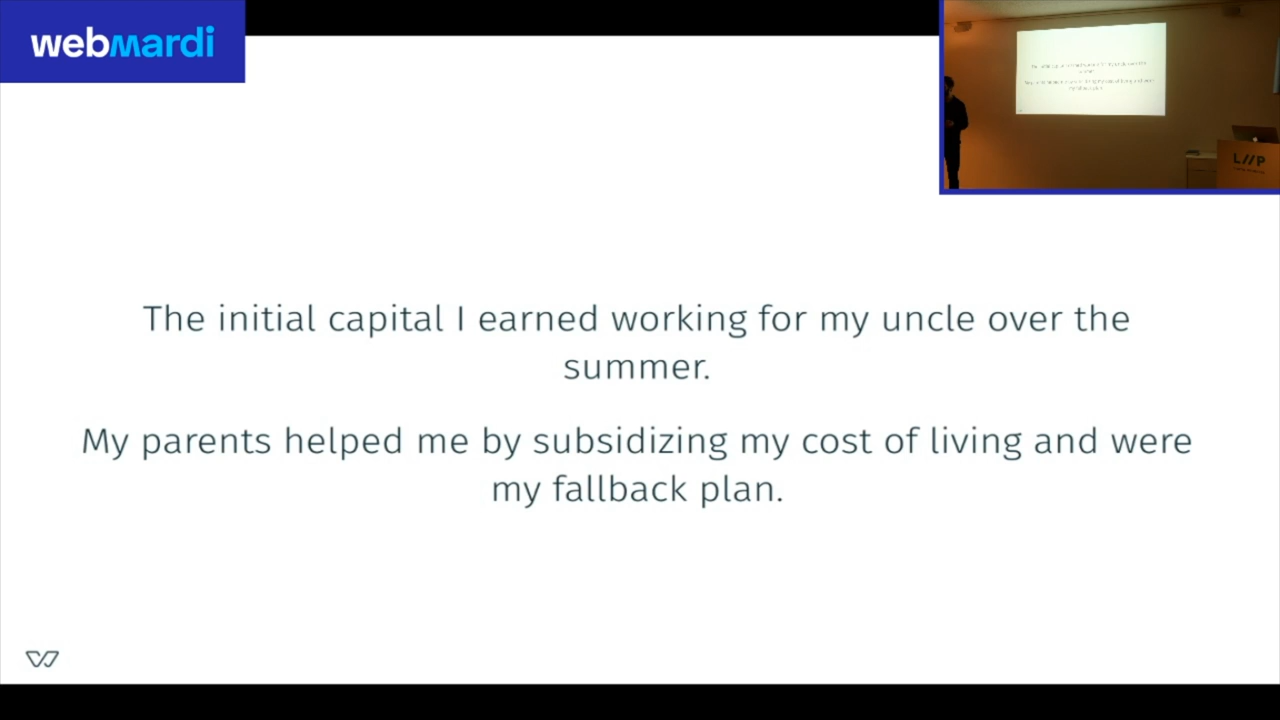 webmardi
The initial capital I earned working for my uncle over the
summer.
My parents helped me by subsidizing my cost of living and were
my fallback plan.
LIIP